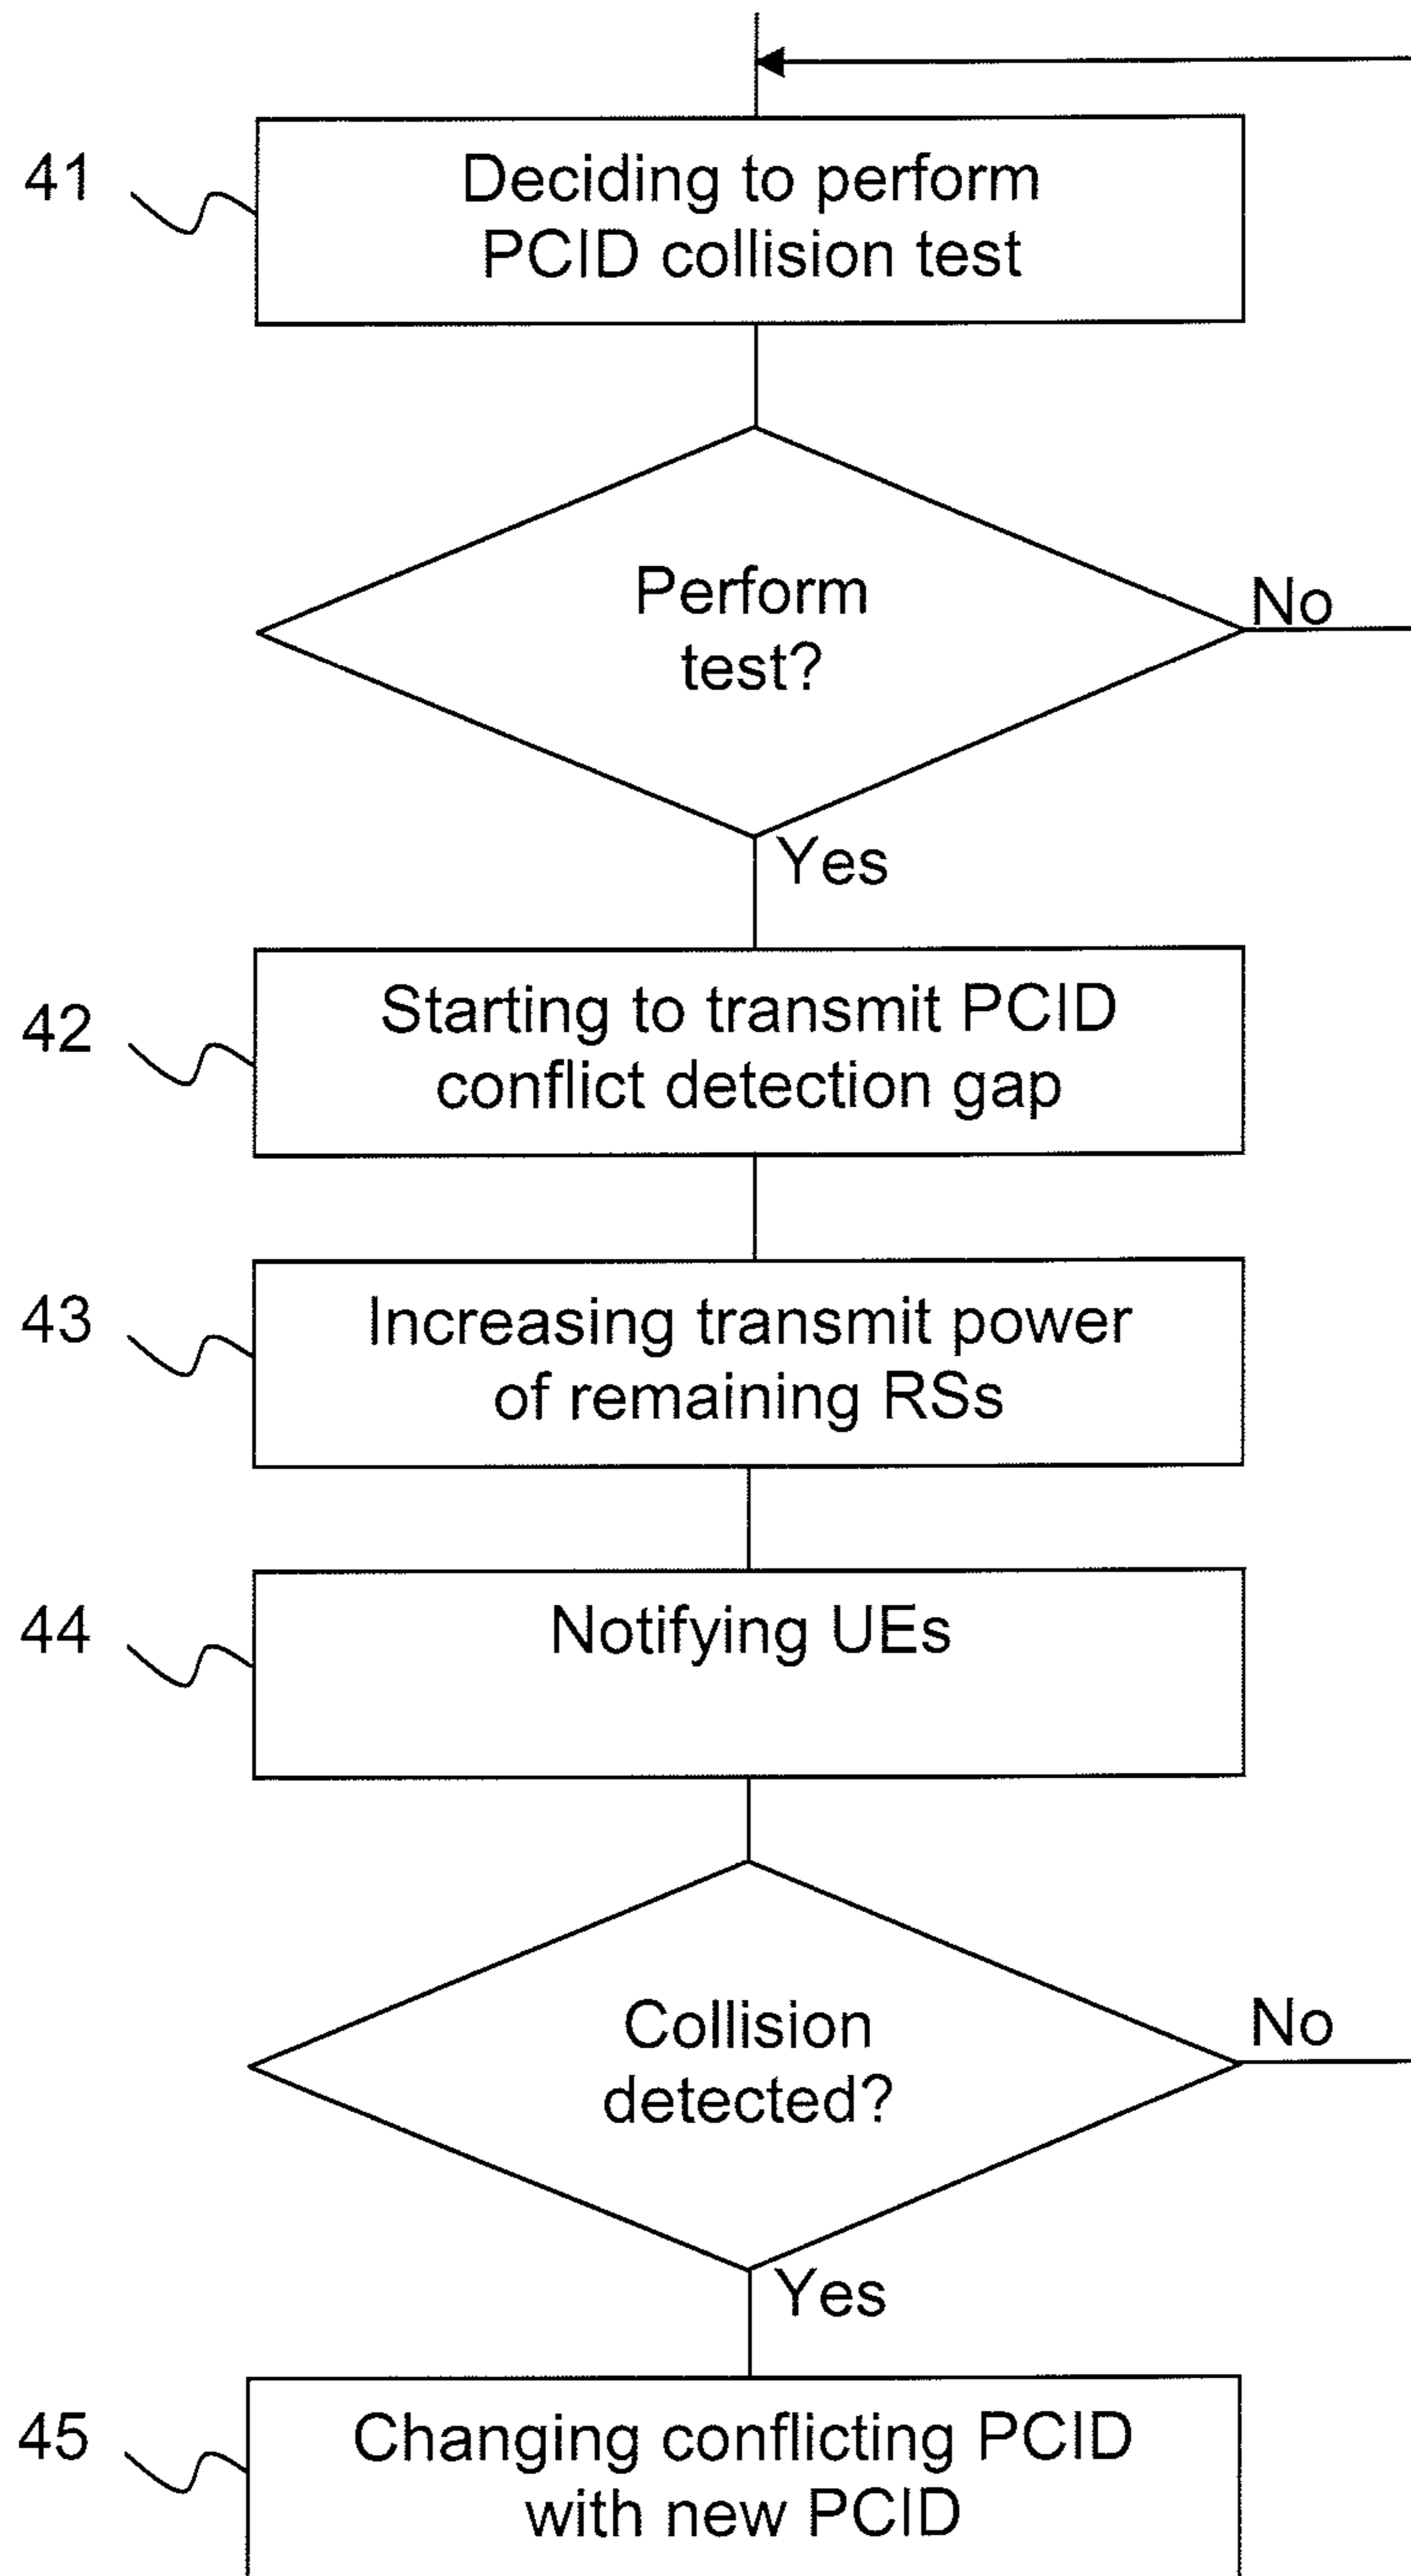 41
Deciding to perform
PCID collision test
Perform
test?
No
Yes
42
Starting to transmit PCID
conflict detection gap
43
Increasing transmit power
of remaining RSs
44
Notifying UEs
Collision
detected?
No
Yes
45
Changing conflicting PCID
with new PCID